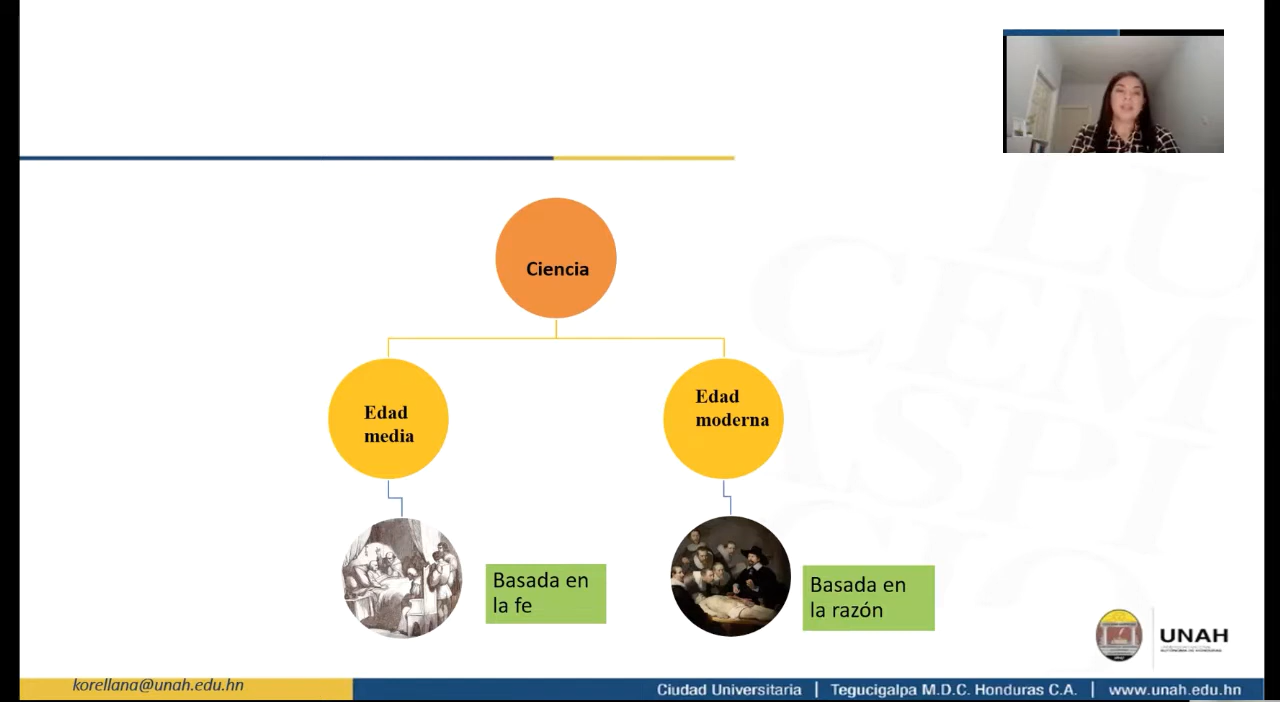 Ciencia
Edad
media
Edad
moderna
Basada en
la fe
Basada en
la razón
UNAH
korellana@unah.edu.hn
Ciudad Universitaria | Tegucigalpa M.D.C. Honduras C.A. | www.unah.edu.hn